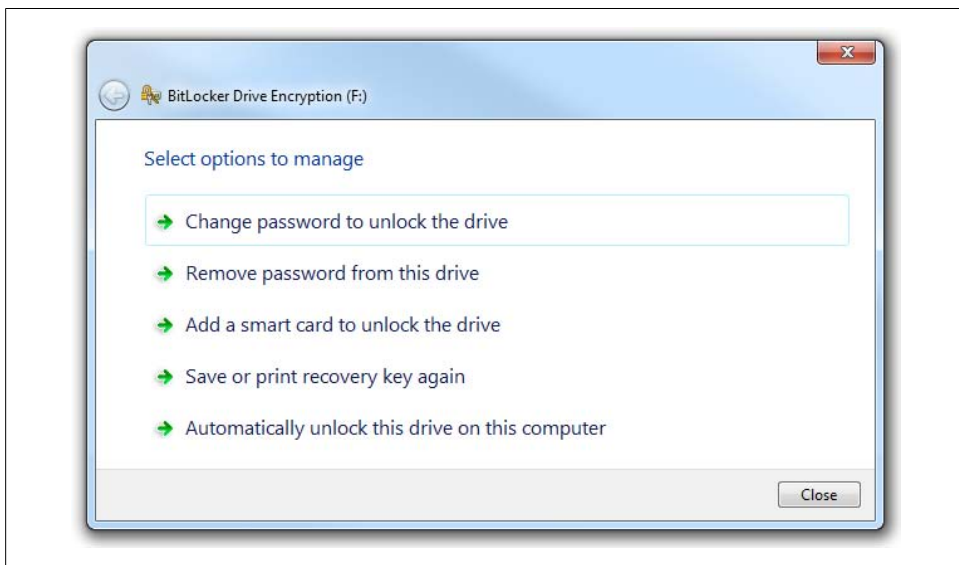 BitLocker Drive Encryption (F:)
Select options to manage
Change password to unlock the drive
Remove password from this drive
Add a smart card to unlock the drive
Save or print recovery key again
Automatically unlock this drive on this computer
Close